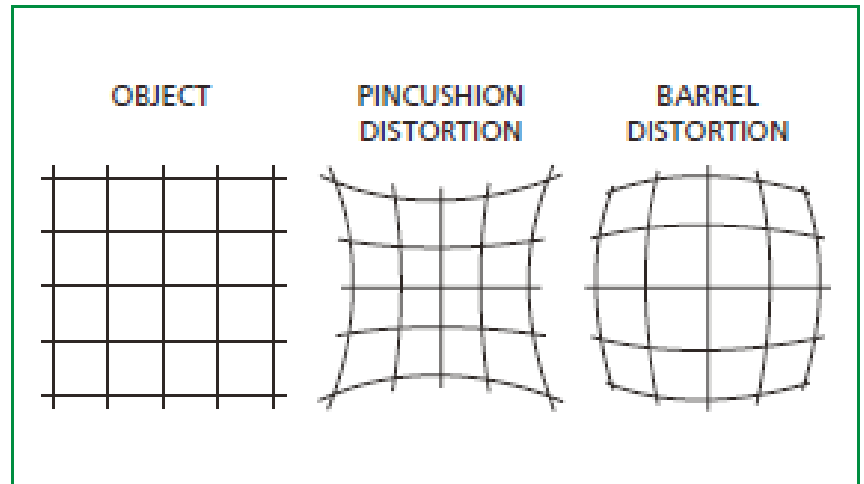 OBJECT
PINCUSHION
DISTORTION
BARREL
DISTORTION